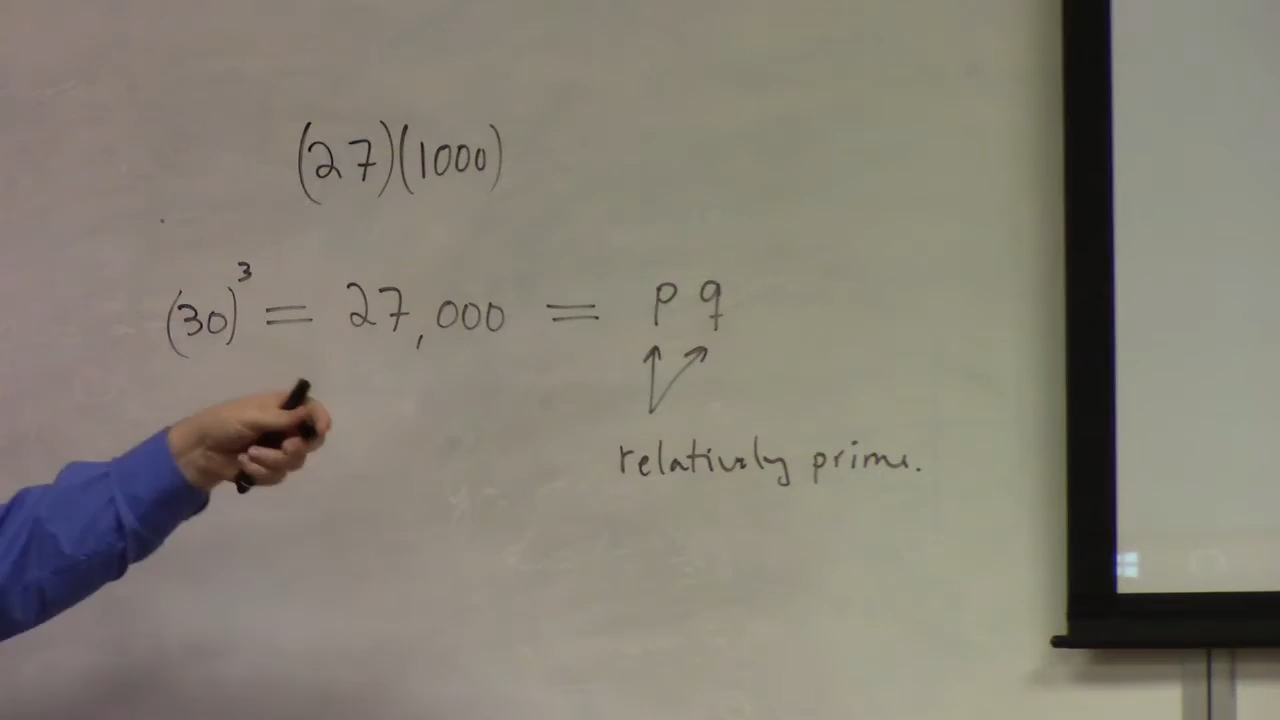 (27)(1000)
(30)³ = 27,000 = p q
relatively prime.